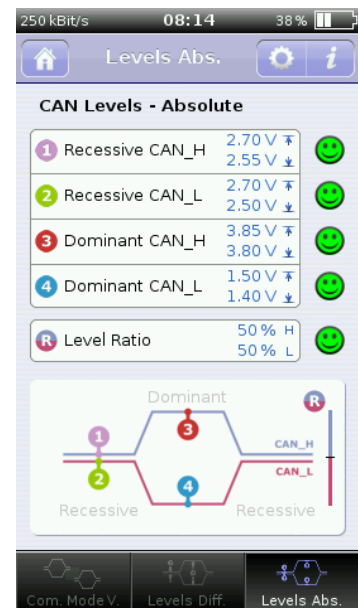 250 kBit/s 08:14 38%
Levels Abs. i
CAN Levels - Absolute
1 Recessive CAN_H 2.70 V
2.55 V
2 Recessive CAN_L 2.70 V
2.50 V
3 Dominant CAN_H 3.85 V
3.80 V
4 Dominant CAN_L 1.50 V
1.40 V
R Level Ratio 50% H
50% L
Dominant R
1 3
CAN_H
CAN_L
2 4
Recessive Recessive
Com. Mode V. Levels Diff. Levels Abs.